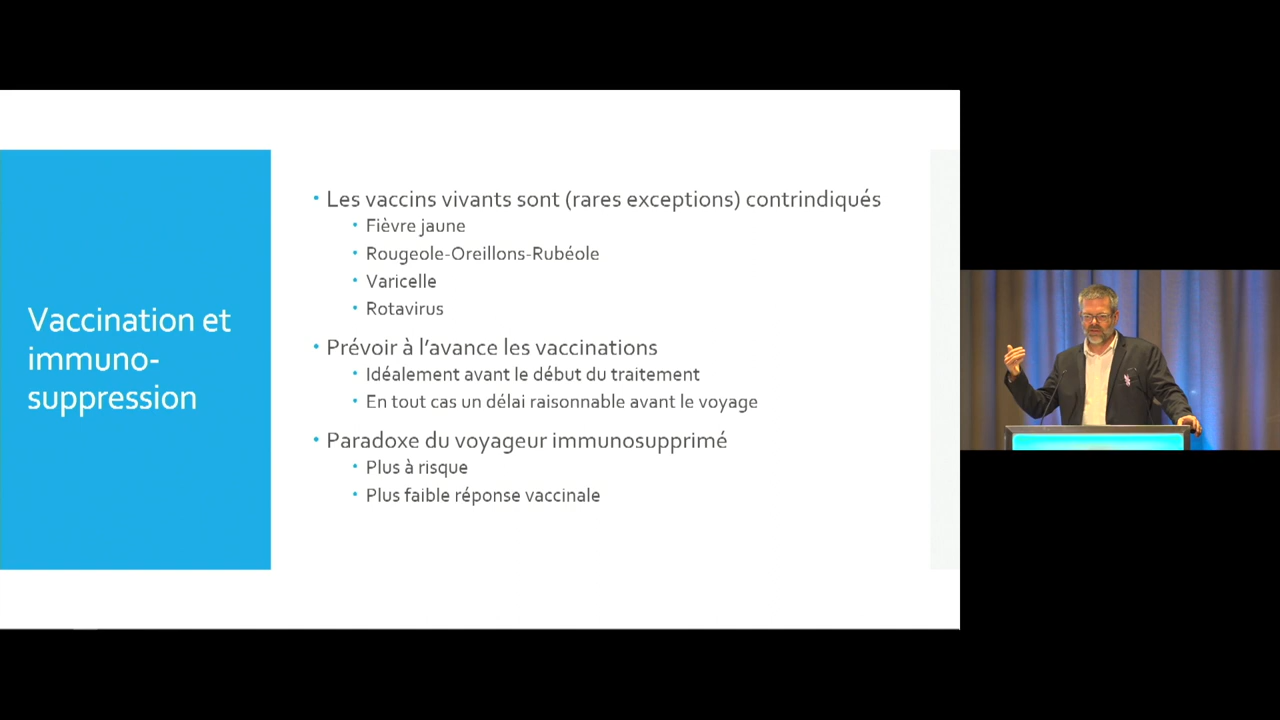 Vaccination et
immuno-
suppression
Les vaccins vivants sont (rares exceptions) contrindiqués
Fièvre jaune
Rougeole-Oreillons-Rubéole
Varicelle
Rotavirus
Prévoir à l’avance les vaccinations
Idéalement avant le début du traitement
En tout cas un délai raisonnable avant le voyage
Paradoxe du voyageur immunosupprimé
Plus à risque
Plus faible réponse vaccinale